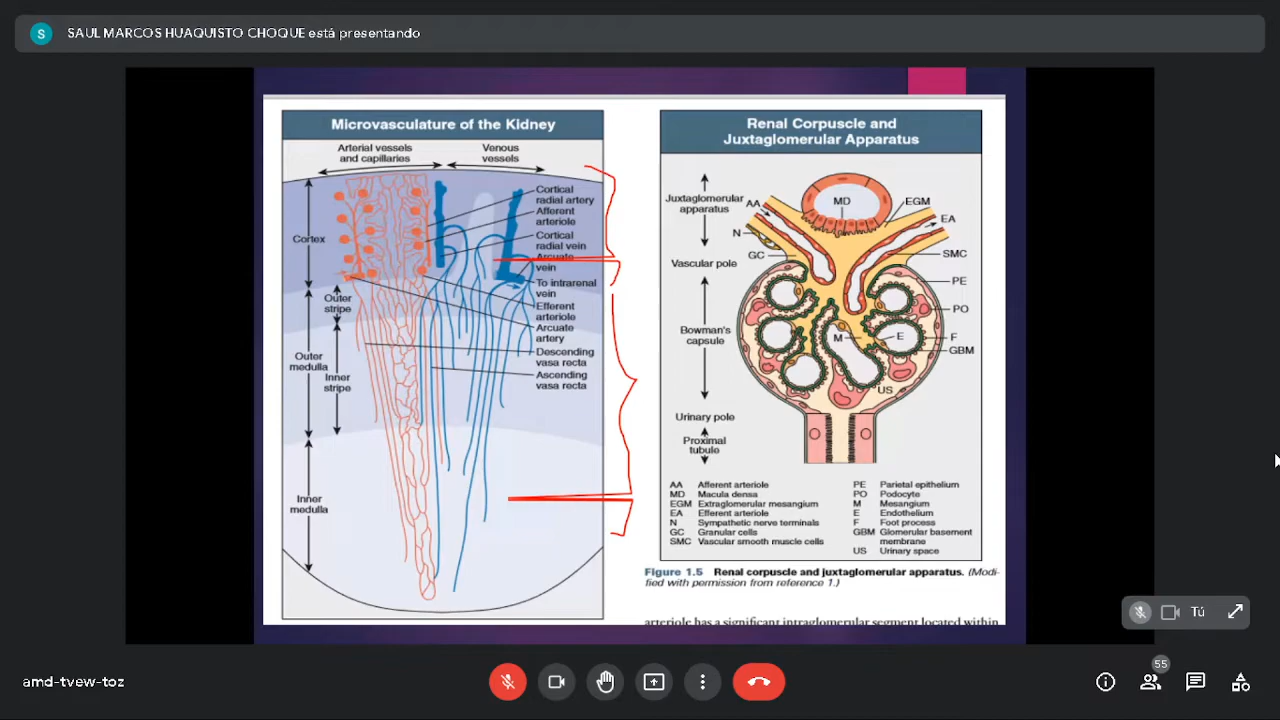 S
SAUL MARCOS HUAQUISTO CHOQUE está presentando
Microvasculature of the Kidney
Arterial vessels
and capillaries
Venous
vessels
Cortex
Outer
stripe
Outer
medulla
Inner
stripe
Inner
medulla
Cortical
radial artery
Afferent
arteriole
Cortical
radial vein
Arcuate
vein
To intrarenal
vein
Efferent
arteriole
Arcuate
artery
Descending
vasa recta
Ascending
vasa recta
Renal Corpuscle and
Juxtaglomerular Apparatus
Juxtaglomerular
apparatus
Vascular pole
Bowman's
capsule
Urinary pole
Proximal
tubule
AA
N
GC
MD
EGM
EA
SMC
PE
PO
M
E
F
GBM
US
AA Afferent arteriole
MD Macula densa
EGM Extraglomerular mesangium
EA Efferent arteriole
N Sympathetic nerve terminals
GC Granular cells
SMC Vascular smooth muscle cells
PE Parietal epithelium
PO Podocyte
M Mesangium
E Endothelium
F Foot process
GBM Glomerular basement
membrane
US Urinary space
Figure 1.5 Renal corpuscle and juxtaglomerular apparatus. (Modi-
fied with permission from reference 1.)
arteriole has a significant intraglomerular segment located within
Tú
amd-tvew-toz
55